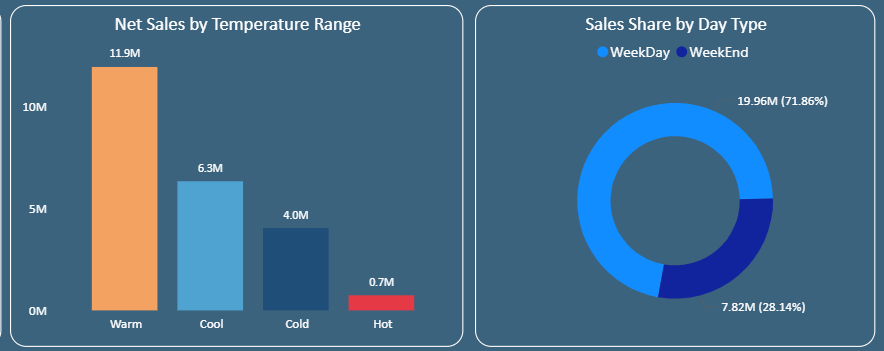 Net Sales by Temperature Range
11.9M
10M
6.3M
5M
4.0M
0.7M
0M
Warm Cool Cold Hot
Sales Share by Day Type
WeekDay WeekEnd
19.96M (71.86%)
7.82M (28.14%)